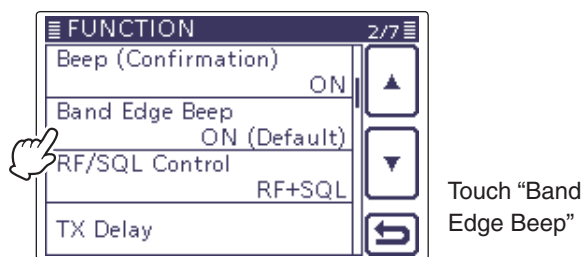 FUNCTION 2/7
Beep (Confirmation)
ON
Band Edge Beep
ON (Default)
RF/SQL Control
RF+SQL
TX Delay
Touch “Band
Edge Beep”